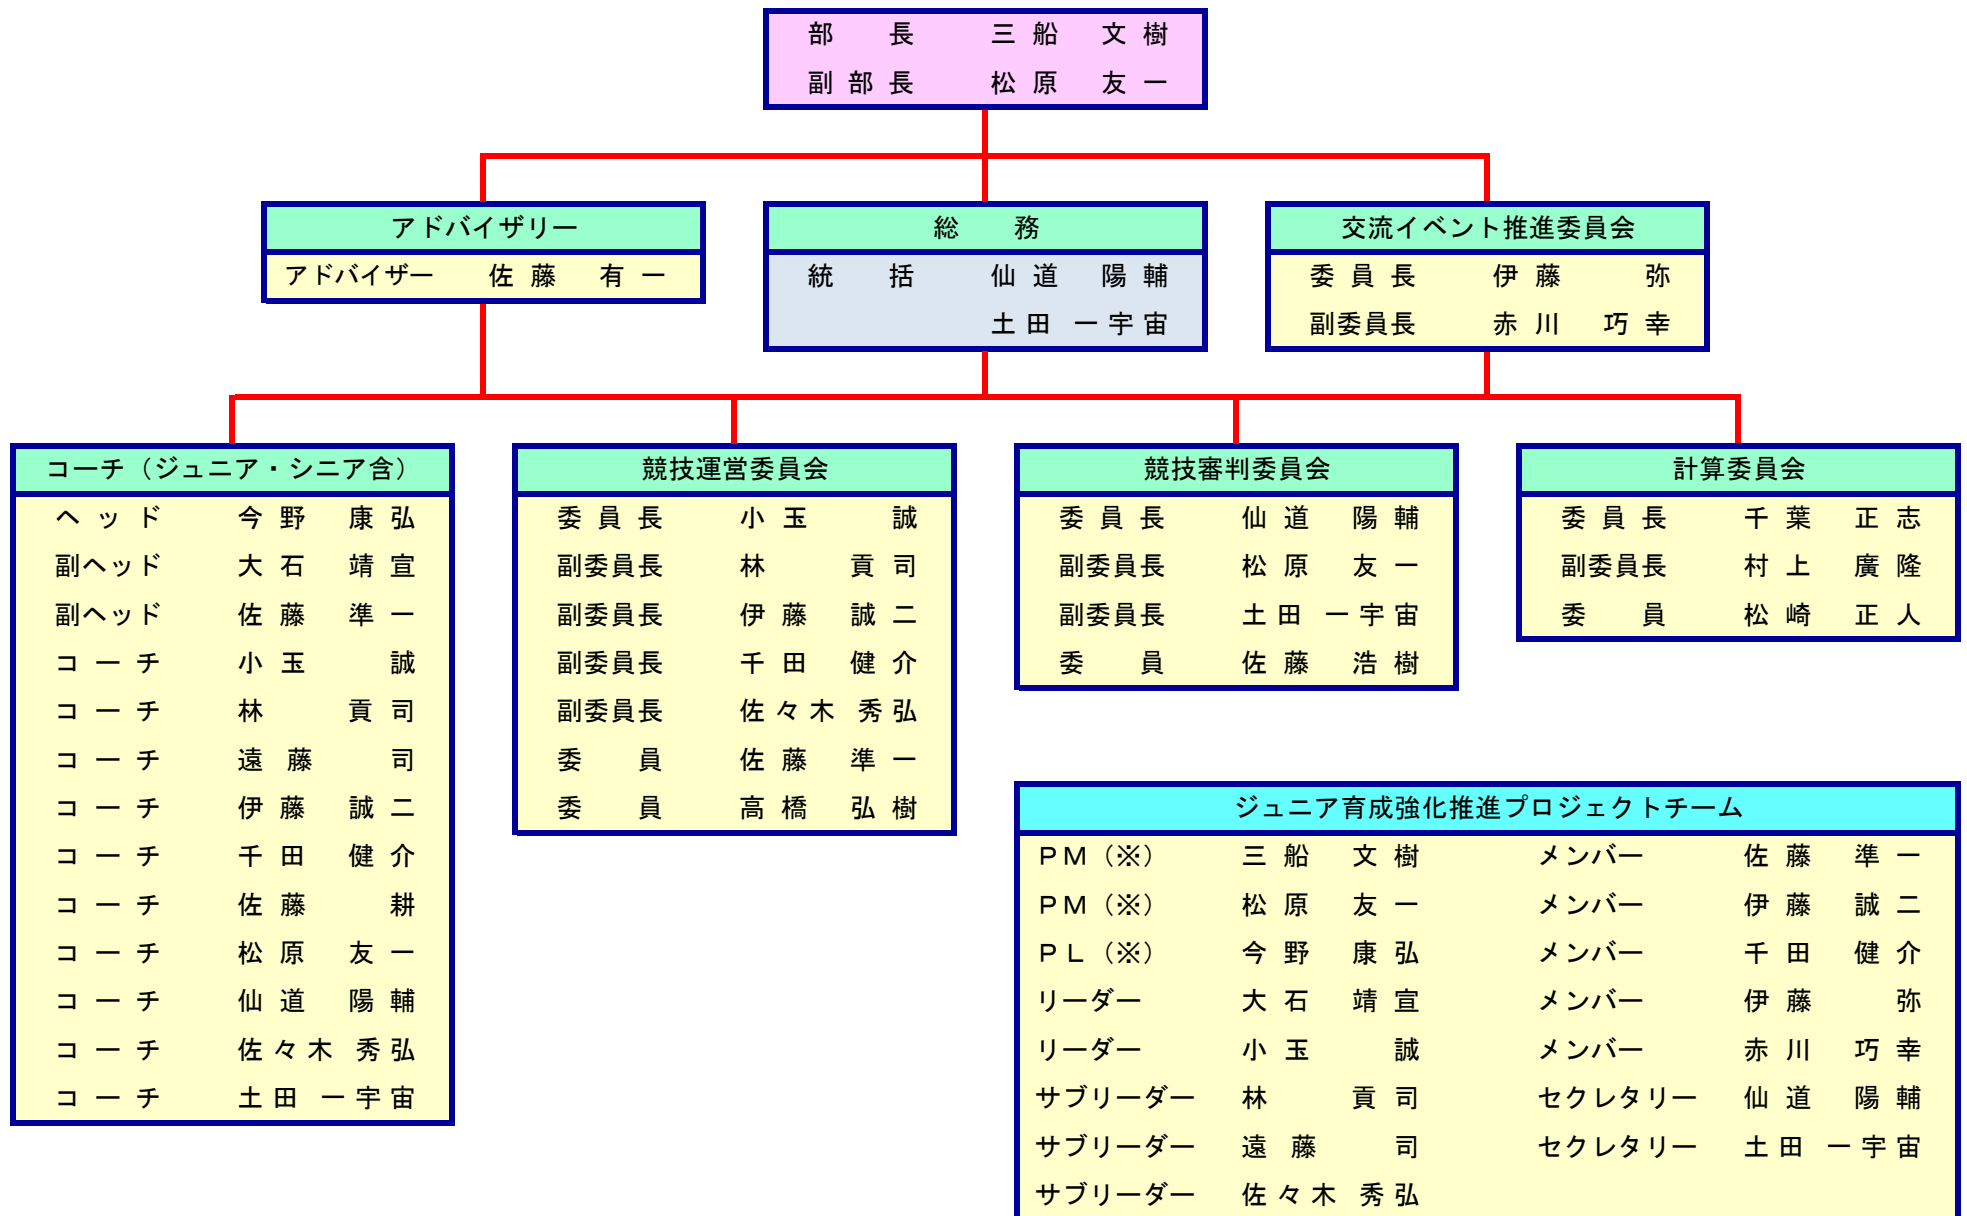 部長 三船 文樹
副部長 松原 友一
アドバイザリー
アドバイザー 佐藤 有一
総務
統括 仙道 陽輔
土田 一宇宙
交流イベント推進委員会
委員長 伊藤 弥
副委員長 赤川 巧幸
コーチ（ジュニア・シニア含）
ヘッド 今野 康弘
副ヘッド 大石 靖宣
副ヘッド 佐藤 準一
コーチ 小玉 誠
コーチ 林 貢司
コーチ 遠藤 司
コーチ 伊藤 誠二
コーチ 千田 健介
コーチ 佐藤 耕
コーチ 松原 友一
コーチ 仙道 陽輔
コーチ 佐々木 秀弘
コーチ 土田 一宇宙
競技運営委員会
委員長 小玉 誠
副委員長 林 貢司
副委員長 伊藤 誠二
副委員長 千田 健介
副委員長 佐々木 秀弘
委員 佐藤 準一
委員 高橋 弘樹
競技審判委員会
委員長 仙道 陽輔
副委員長 松原 友一
副委員長 土田 一宇宙
委員 佐藤 浩樹
計算委員会
委員長 千葉 正志
副委員長 村上 廣隆
委員 松崎 正人
ジュニア育成強化推進プロジェクトチーム
ＰＭ（※） 三船 文樹 メンバー 佐藤 準一
ＰＭ（※） 松原 友一 メンバー 伊藤 誠二
ＰＬ（※） 今野 康弘 メンバー 千田 健介
リーダー 大石 靖宣 メンバー 伊藤 弥
リーダー 小玉 誠 メンバー 赤川 巧幸
サブリーダー 林 貢司 セクレタリー 仙道 陽輔
サブリーダー 遠藤 司 セクレタリー 土田 一宇宙
サブリーダー 佐々木 秀弘